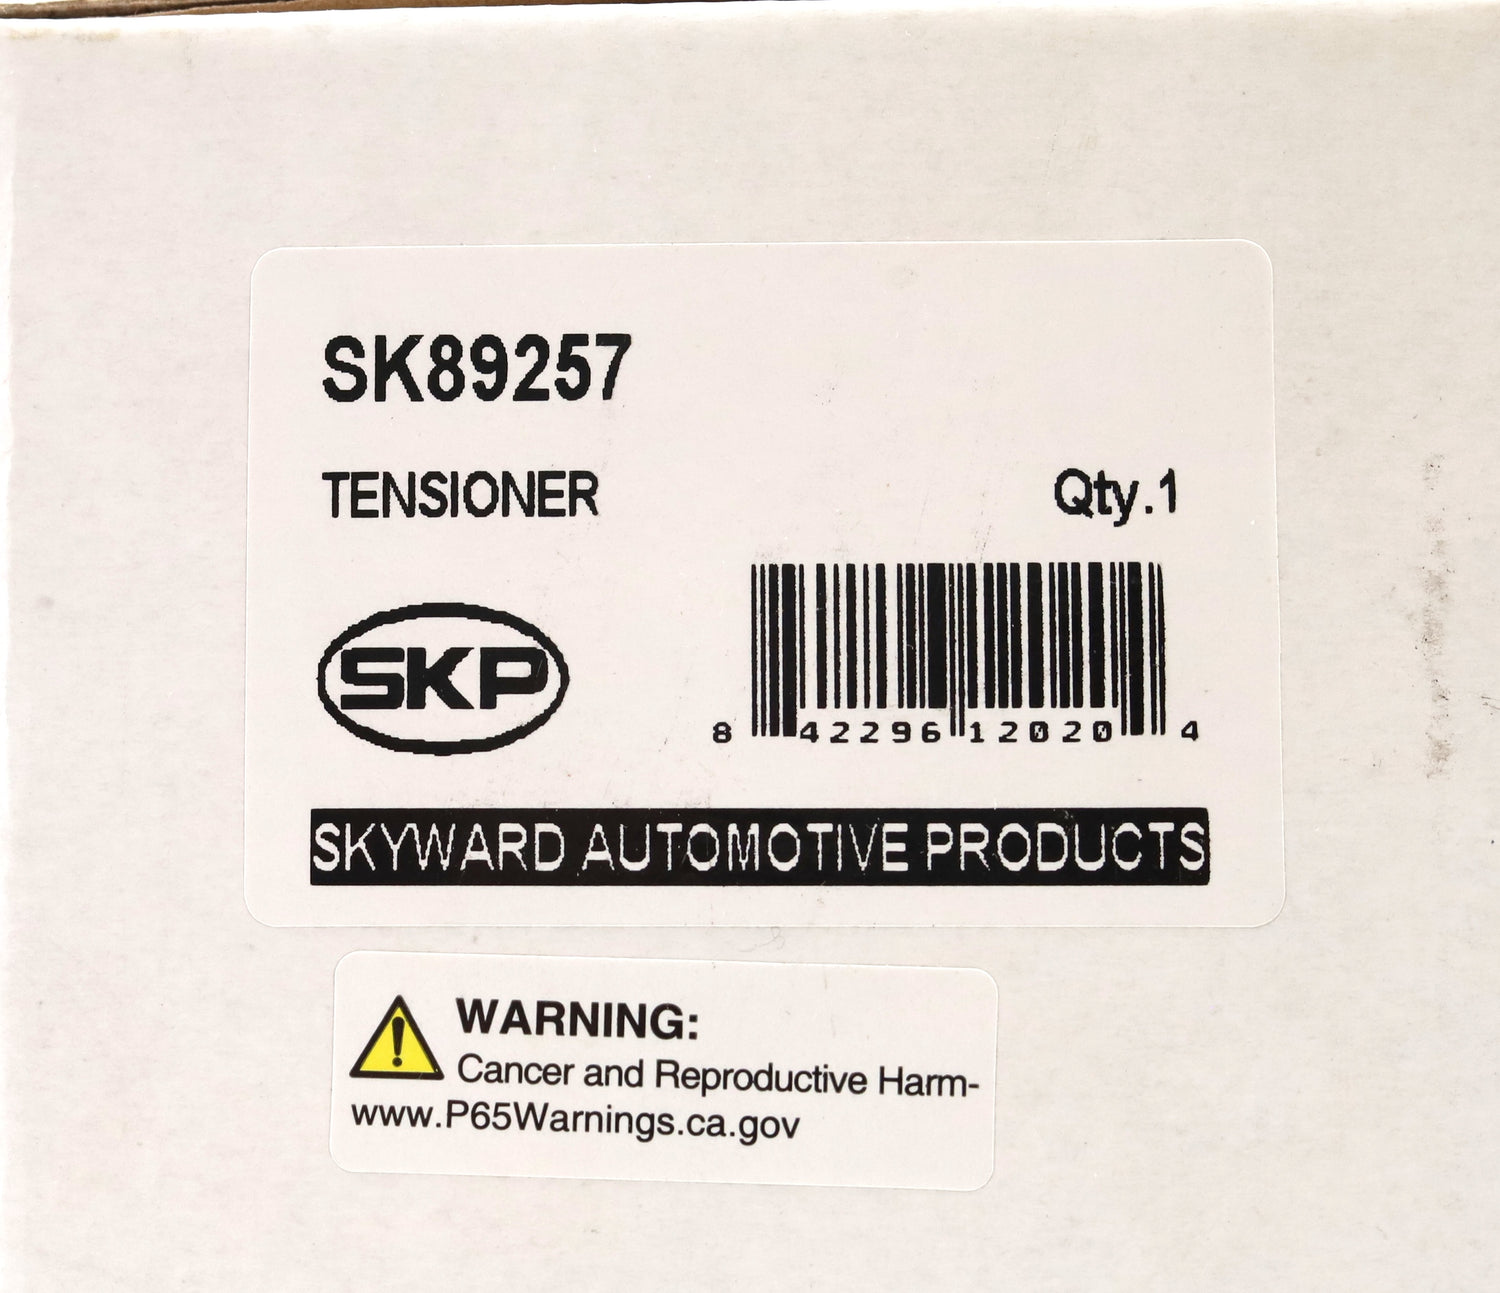 SK89257
TENSIONER
Qty.1
SKP
8 42296 12020 4
SKYWARD AUTOMOTIVE PRODUCTS
WARNING:
Cancer and Reproductive Harm-
www.P65Warnings.ca.gov